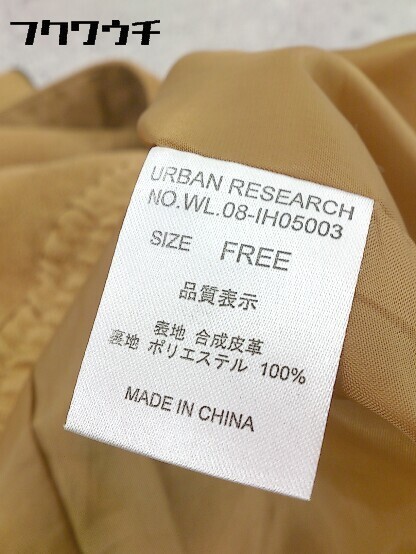 フクワウチ
URBAN RESEARCH
NO.WL.08-IH05003
SIZE FREE
品質表示
表地 合成皮革
裏地 ポリエステル 100%
MADE IN CHINA